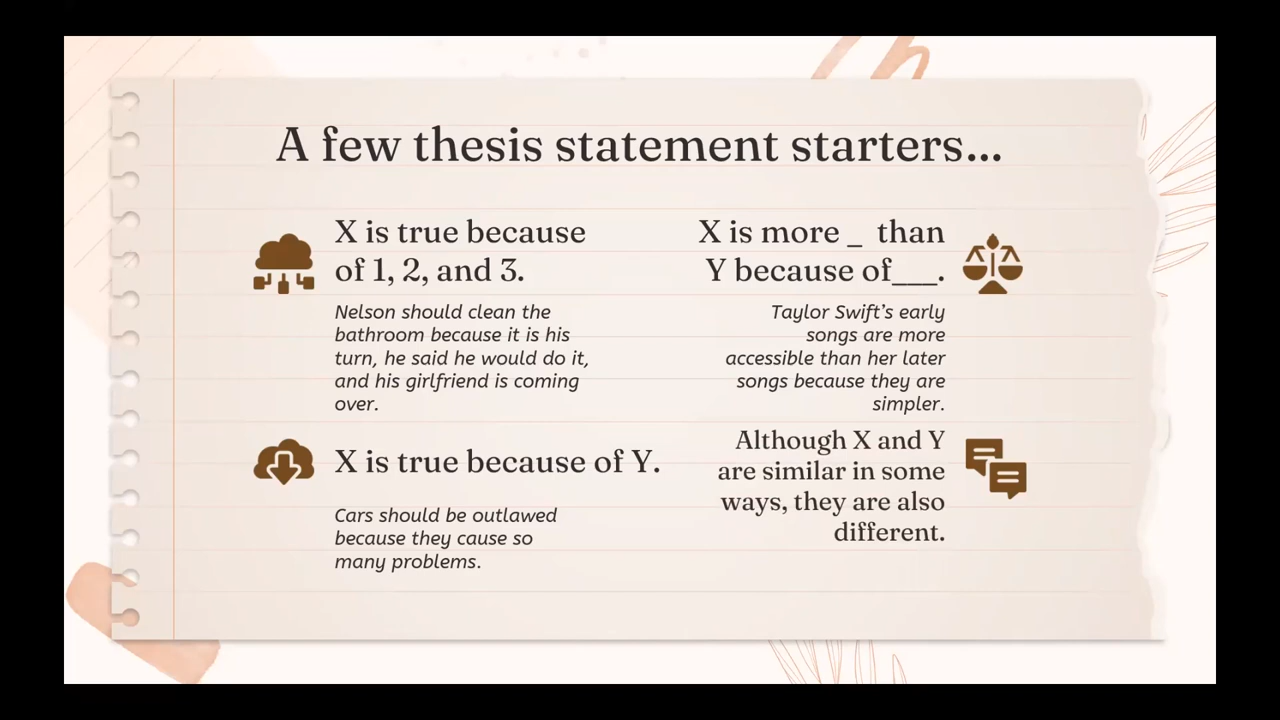 A few thesis statement starters...
X is true because
of 1, 2, and 3.
Nelson should clean the
bathroom because it is his
turn, he said he would do it,
and his girlfriend is coming
over.
X is more _ than
Y because of___.
Taylor Swift's early
songs are more
accessible than her later
songs because they are
simpler.
X is true because of Y.
Cars should be outlawed
because they cause so
many problems.
Although X and Y
are similar in some
ways, they are also
different.